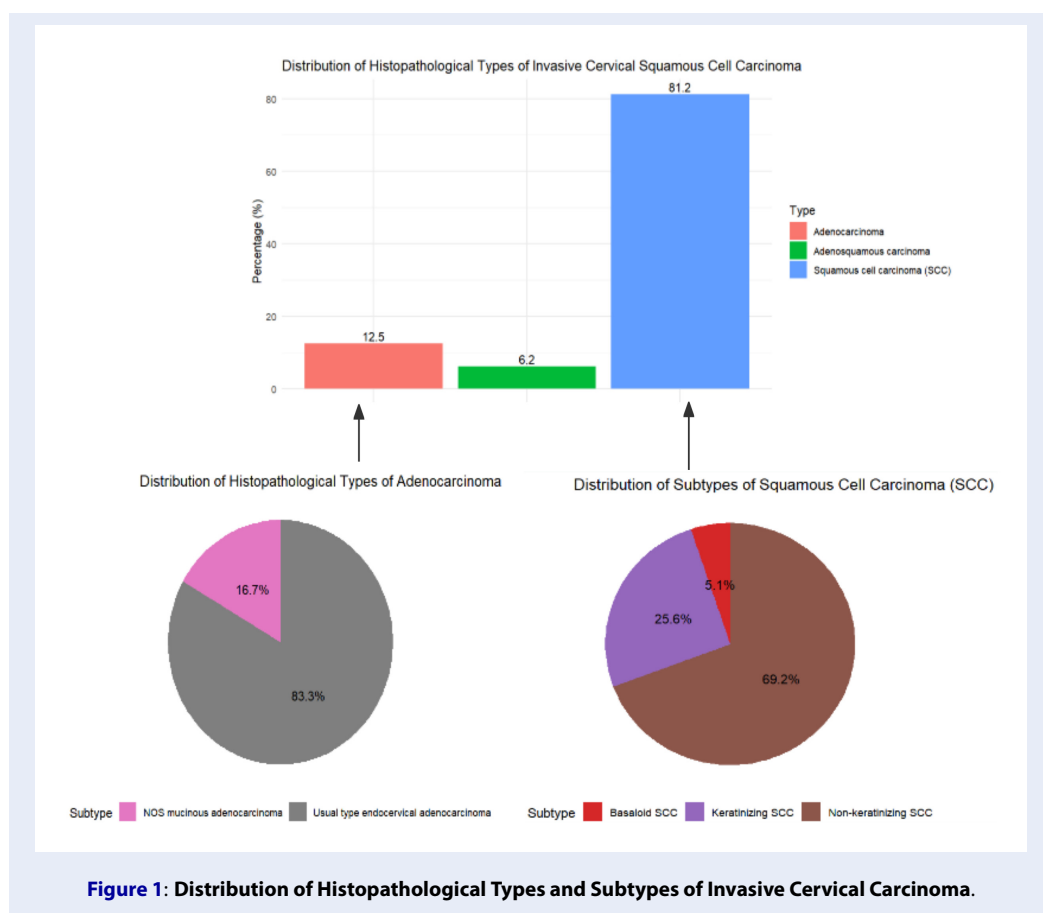 Distribution of Histopathological Types of Invasive Cervical Squamous Cell Carcinoma
81.2
80
60
Percentage (%)
40
20
12.5
6.2
0
Type
Adenocarcinoma
Adenosquamous carcinoma
Squamous cell carcinoma (SCC)
Distribution of Histopathological Types of Adenocarcinoma
16.7%
83.3%
Subtype NOS mucinous adenocarcinoma Usual type endocervical adenocarcinoma
Distribution of Subtypes of Squamous Cell Carcinoma (SCC)
5.1%
25.6%
69.2%
Subtype Basaloid SCC Keratinizing SCC Non-keratinizing SCC
Figure 1: Distribution of Histopathological Types and Subtypes of Invasive Cervical Carcinoma.